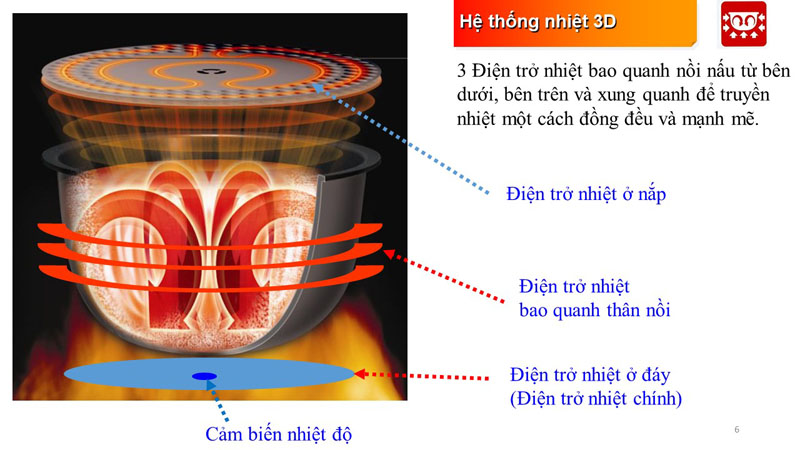 Hệ thống nhiệt 3D
3 Điện trở nhiệt bao quanh nồi nấu từ bên
dưới, bên trên và xung quanh để truyền
nhiệt một cách đồng đều và mạnh mẽ.
Điện trở nhiệt ở nắp
Điện trở nhiệt
bao quanh thân nồi
Điện trở nhiệt ở đáy
(Điện trở nhiệt chính)
Cảm biến nhiệt độ
6